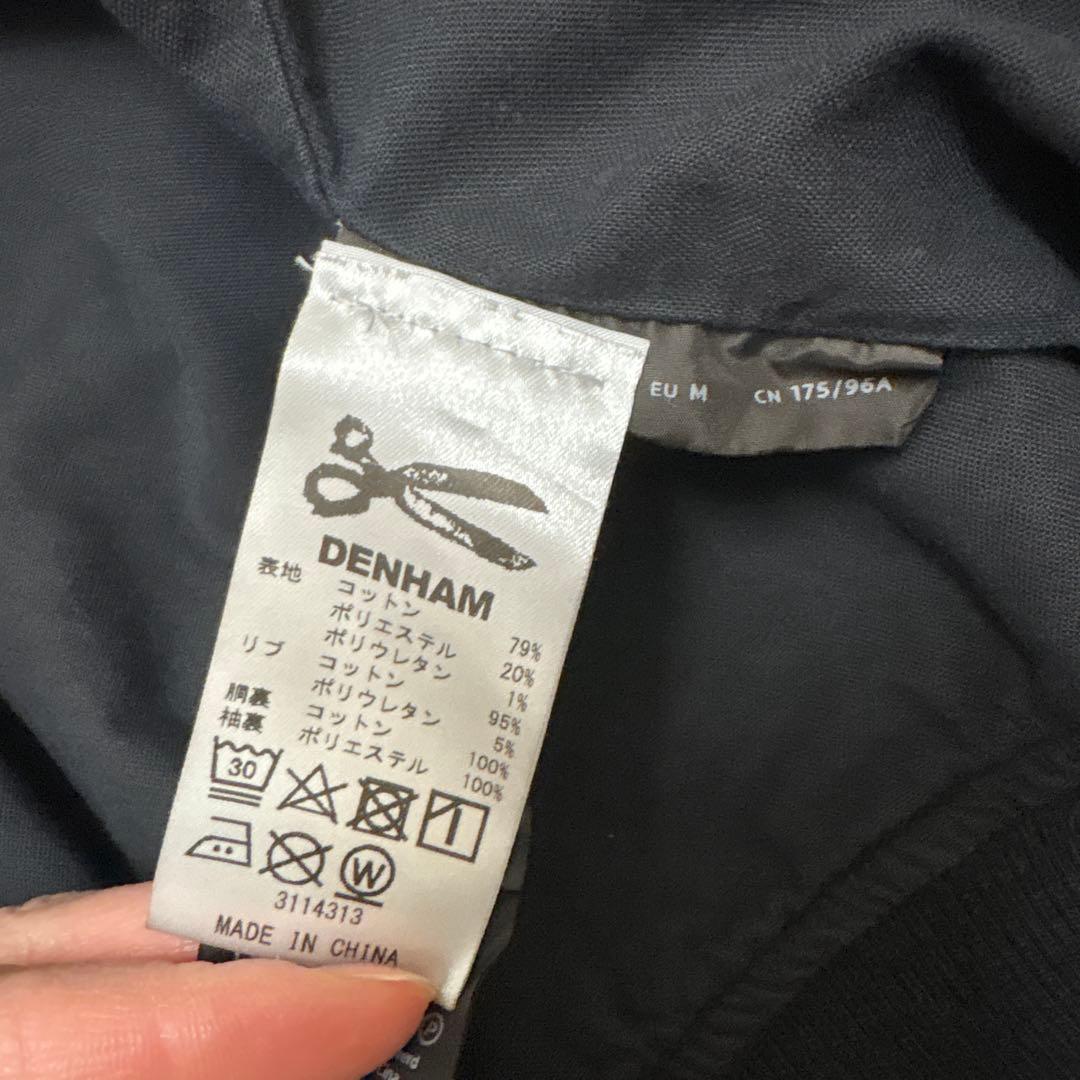 EU M CN 175/96A
DENHAM
表地 コットン 79%
ポリエステル 20%
ポリウレタン 1%
リブ コットン 95%
ポリウレタン 5%
胴裏 コットン 100%
袖裏 ポリエステル 100%
30
W
3114313
MADE IN CHINA
P